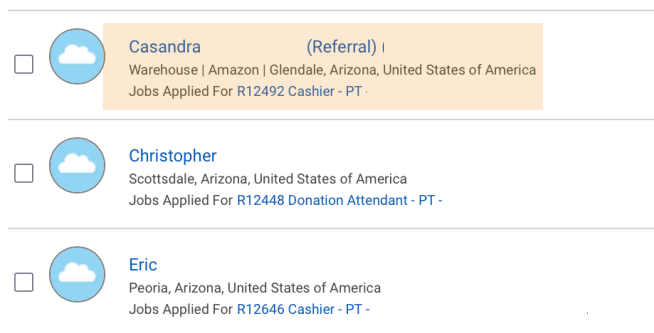 Casandra (Referral) (
Warehouse | Amazon | Glendale, Arizona, United States of America
Jobs Applied For R12492 Cashier - PT
Christopher
Scottsdale, Arizona, United States of America
Jobs Applied For R12448 Donation Attendant - PT -
Eric
Peoria, Arizona, United States of America
Jobs Applied For R12646 Cashier - PT -